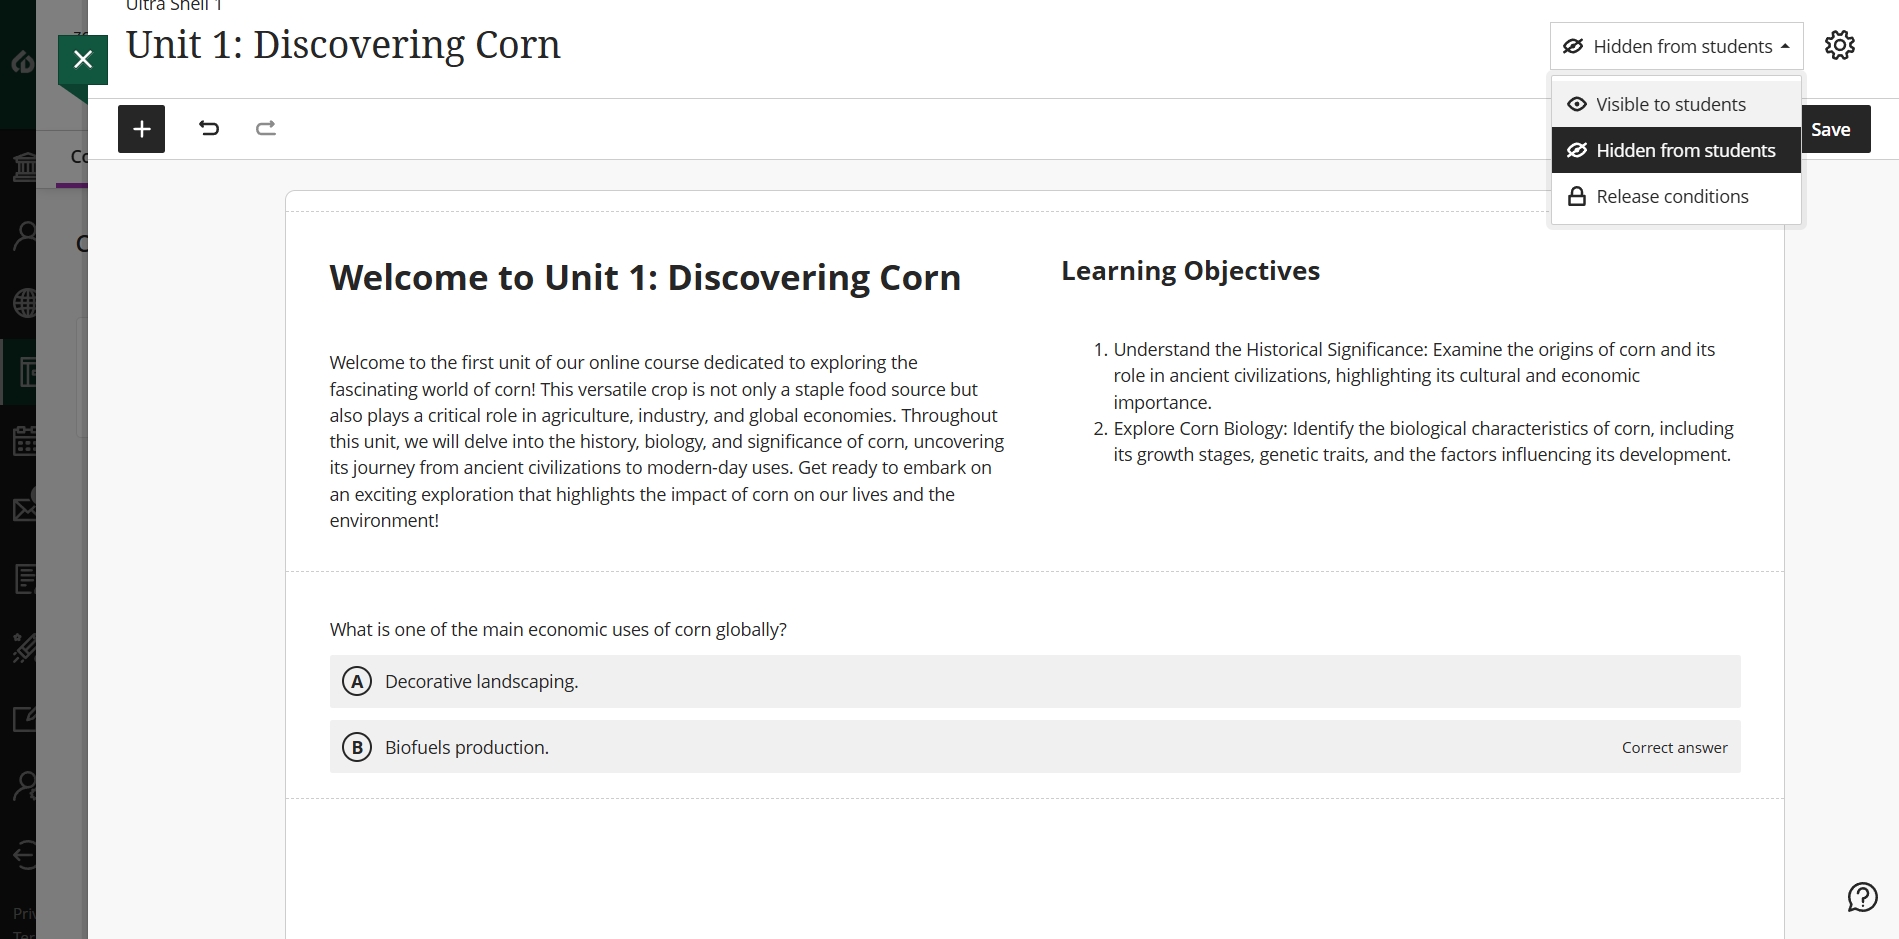 Ultra Shell 1
Unit 1: Discovering Corn
Hidden from students
Visible to students
Hidden from students
Release conditions
Save
Welcome to Unit 1: Discovering Corn
Welcome to the first unit of our online course dedicated to exploring the
fascinating world of corn! This versatile crop is not only a staple food source but
also plays a critical role in agriculture, industry, and global economies. Throughout
this unit, we will delve into the history, biology, and significance of corn, uncovering
its journey from ancient civilizations to modern-day uses. Get ready to embark on
an exciting exploration that highlights the impact of corn on our lives and the
environment!
Learning Objectives
1. Understand the Historical Significance: Examine the origins of corn and its
role in ancient civilizations, highlighting its cultural and economic
importance.
2. Explore Corn Biology: Identify the biological characteristics of corn, including
its growth stages, genetic traits, and the factors influencing its development.
What is one of the main economic uses of corn globally?
A Decorative landscaping.
B Biofuels production.
Correct answer